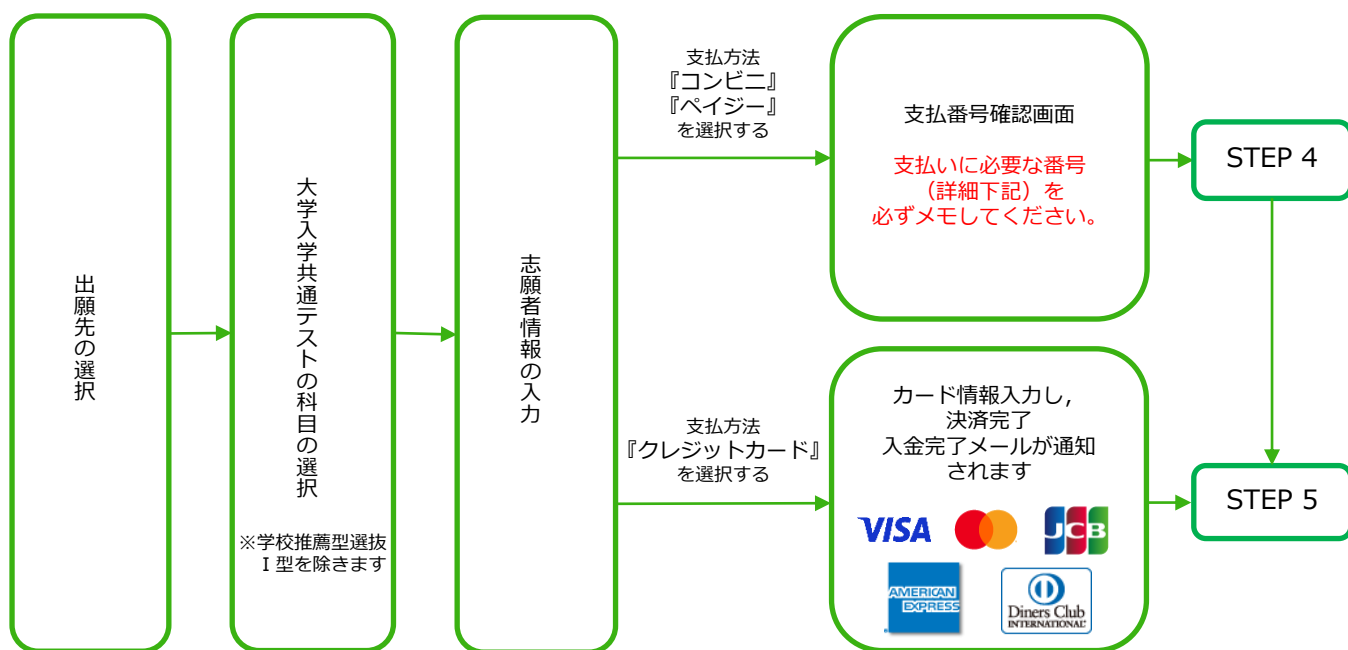 出願先の選択
大学入学共通テストの科目の選択
※学校推薦型選抜
Ⅰ型を除きます
志願者情報の入力
支払方法
『コンビニ』
『ペイジー』
を選択する
支払番号確認画面
支払いに必要な番号
（詳細下記）を
必ずメモしてください。
STEP 4
支払方法
『クレジットカード』
を選択する
カード情報入力し，
決済完了
入金完了メールが通知
されます
VISA
JCB
AMERICAN
EXPRESS
Diners Club
INTERNATIONAL
STEP 5